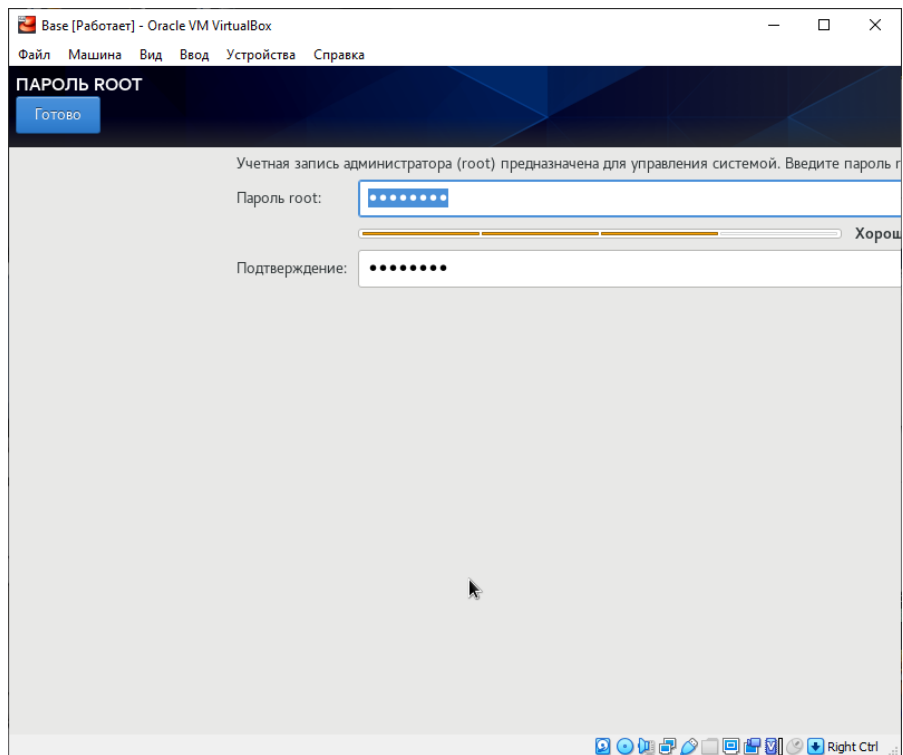 Base [Работает] - Oracle VM VirtualBox
Файл Машина Вид Ввод Устройства Справка
ПАРОЛЬ ROOT
Готово
Учетная запись администратора (root) предназначена для управления системой. Введите пароль r
Пароль root: ••••••••
Хорош
Подтверждение: ••••••••
Right Ctrl